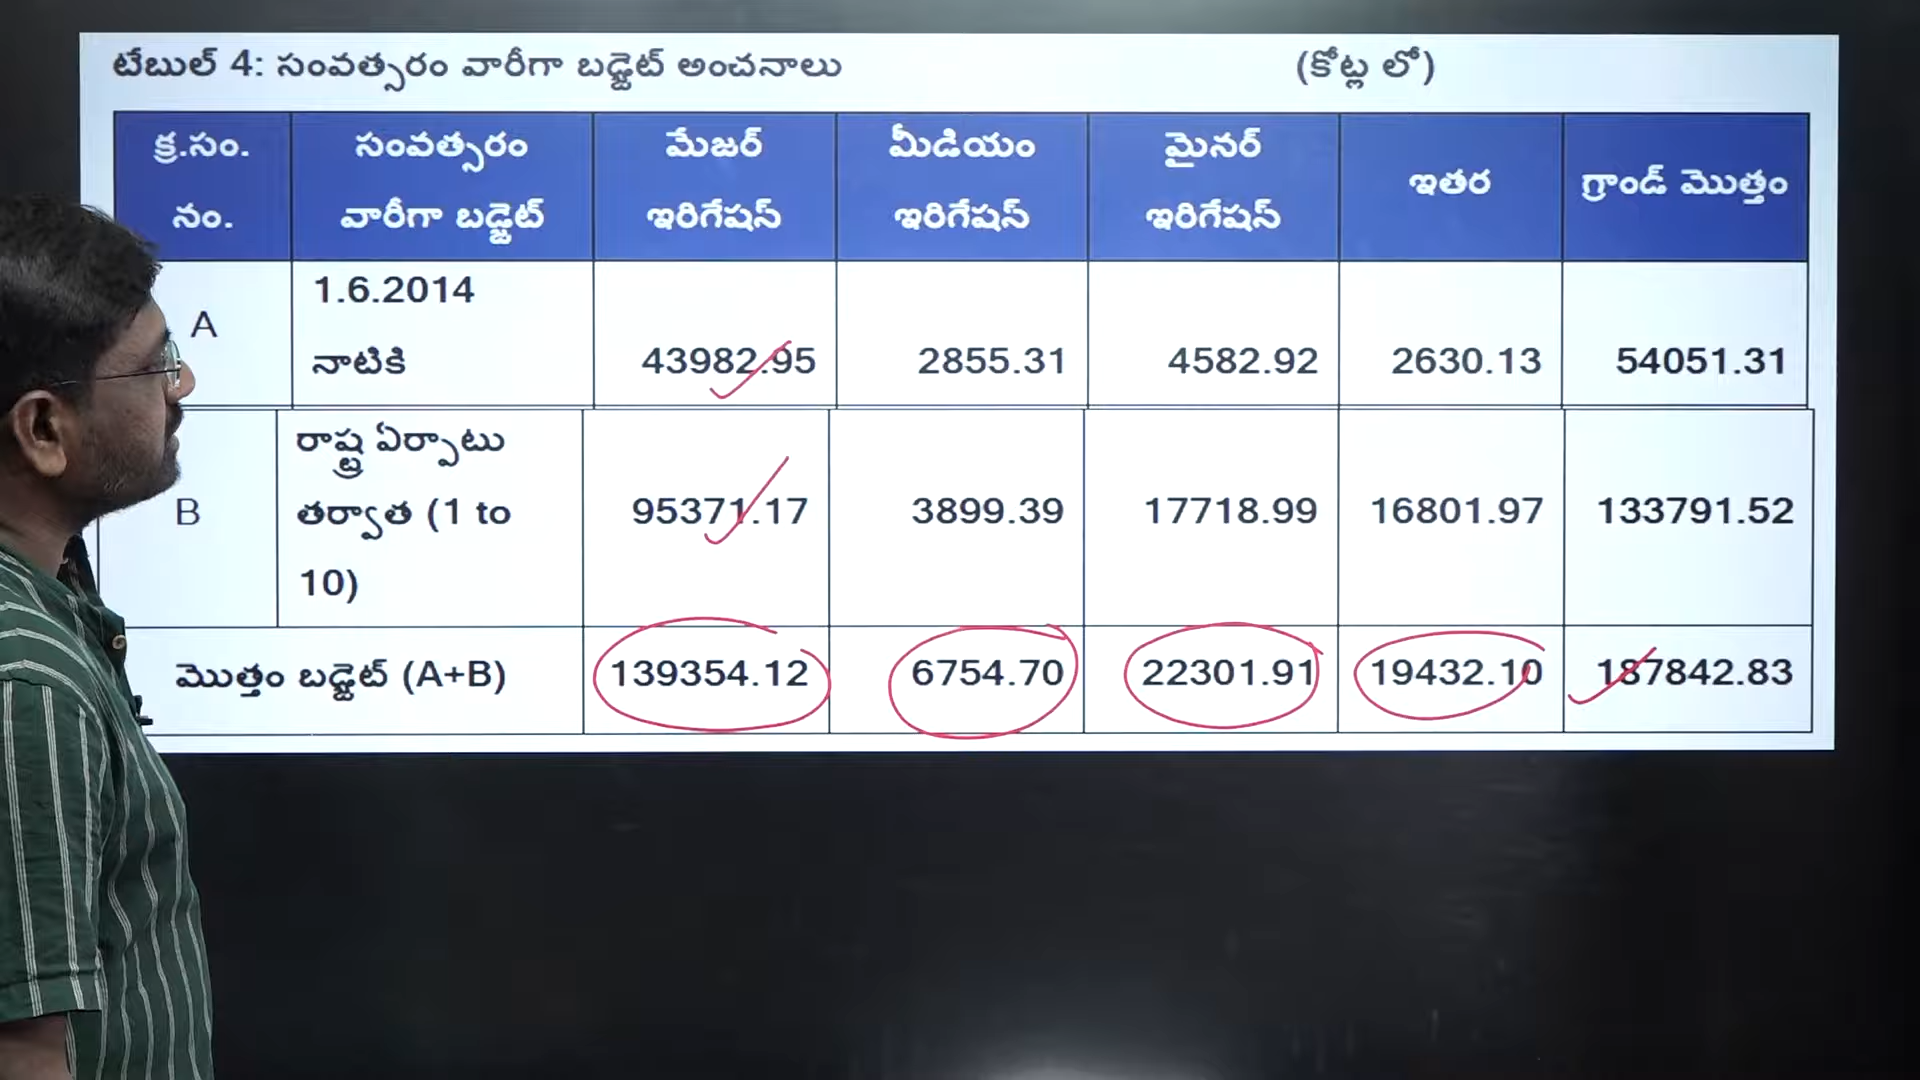 టేబుల్ 4: సంవత్సరం వారీగా బడ్జెట్ అంచనాలు (కోట్ల లో)
క్ర.సం. నం. సంవత్సరం వారీగా బడ్జెట్ మేజర్ ఇరిగేషన్ మీడియం ఇరిగేషన్ మైనర్ ఇరిగేషన్ ఇతర గ్రాండ్ మొత్తం
A 1.6.2014 నాటికి 43982.95 2855.31 4582.92 2630.13 54051.31
B రాష్ట్ర ఏర్పాటు తర్వాత (1 to 10) 95371.17 3899.39 17718.99 16801.97 133791.52
మొత్తం బడ్జెట్ (A+B) 139354.12 6754.70 22301.91 19432.10 187842.83